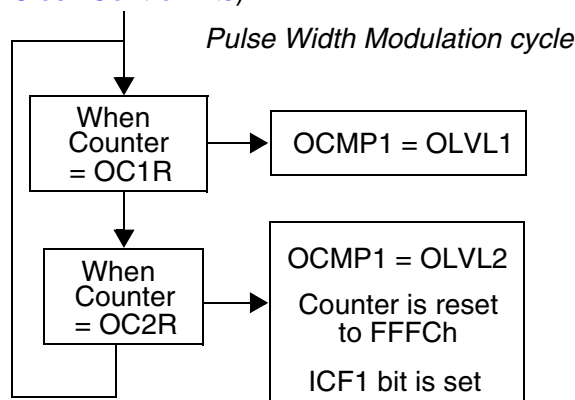 Pulse Width Modulation cycle
When
Counter
= OC1R
OCMP1 = OLVL1
When
Counter
= OC2R
OCMP1 = OLVL2
Counter is reset
to FFFCh
ICF1 bit is set